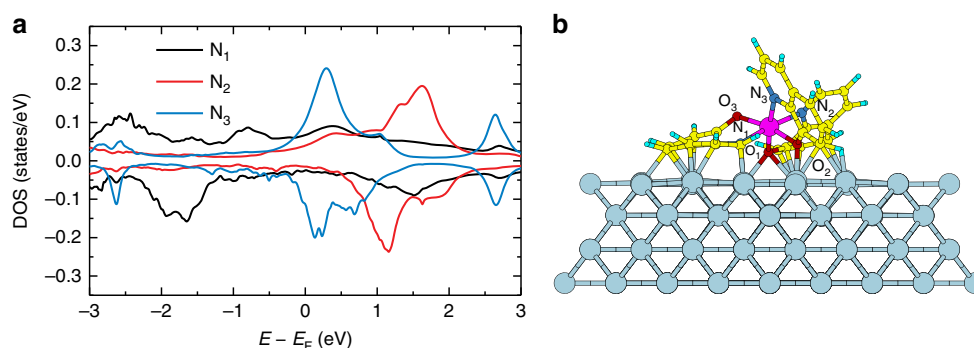 a
b
0.3
0.2
0.1
0.0
−0.1
−0.2
−0.3
DOS (states/eV)
N1
N2
N3
−3
−2
−1
0
1
2
3
E − EF (eV)
O3
N3
N2
N1
O1
O2